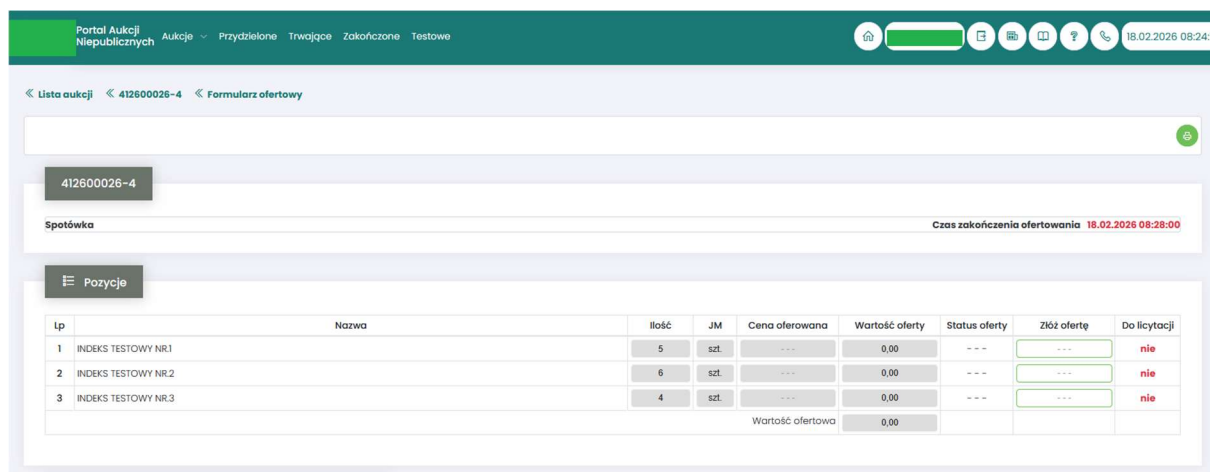 Portal Aukcji
Niepublicznych Aukcje Przydzielone Trwające Zakończone Testowe 18.02.2026 08:24:
« Lista aukcji « 412600026-4 « Formularz ofertowy
412600026-4
Spotówka Czas zakończenia ofertowania 18.02.2026 08:28:00
Pozycje
Lp Nazwa Ilość JM Cena oferowana Wartość oferty Status oferty Złóż ofertę Do licytacji
1 INDEKS TESTOWY NR.1 5 szt. --- 0,00 --- --- nie
2 INDEKS TESTOWY NR.2 6 szt. --- 0,00 --- --- nie
3 INDEKS TESTOWY NR.3 4 szt. --- 0,00 --- --- nie
Wartość ofertowa 0,00